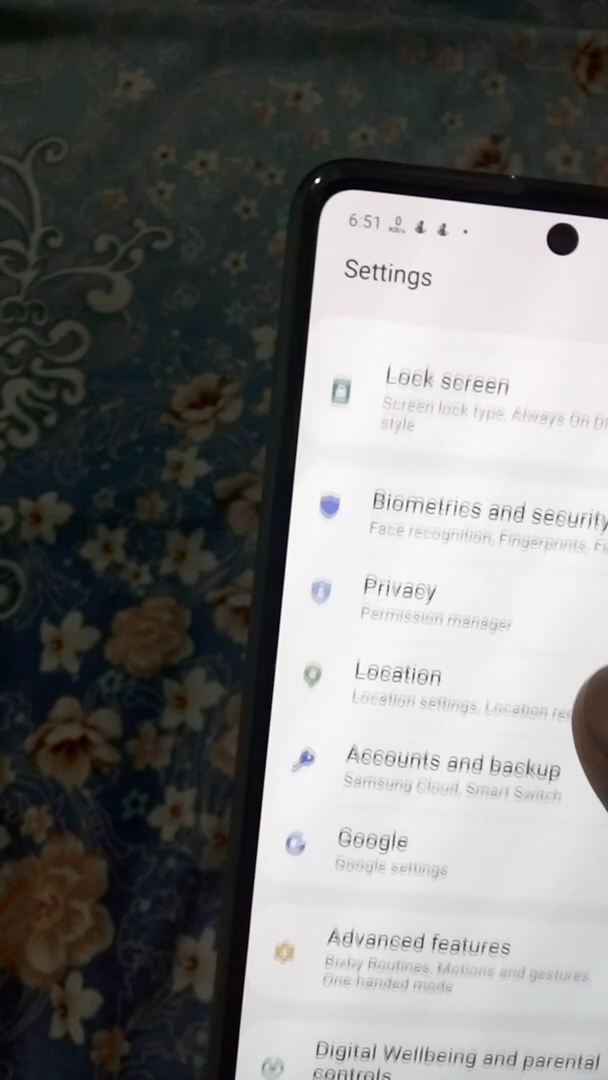 6:51 0 KB/s
Settings
Lock screen
Screen lock type, Always On
style
Biometrics and security
Face recognition, Fingerprints,
Privacy
Permission manager
Location
Location settings, Location
Accounts and backup
Samsung Cloud, Smart Switch
Google
Google settings
Advanced features
Bixby Routines, Motions and gestures
One-handed mode
Digital Wellbeing and parental
controls